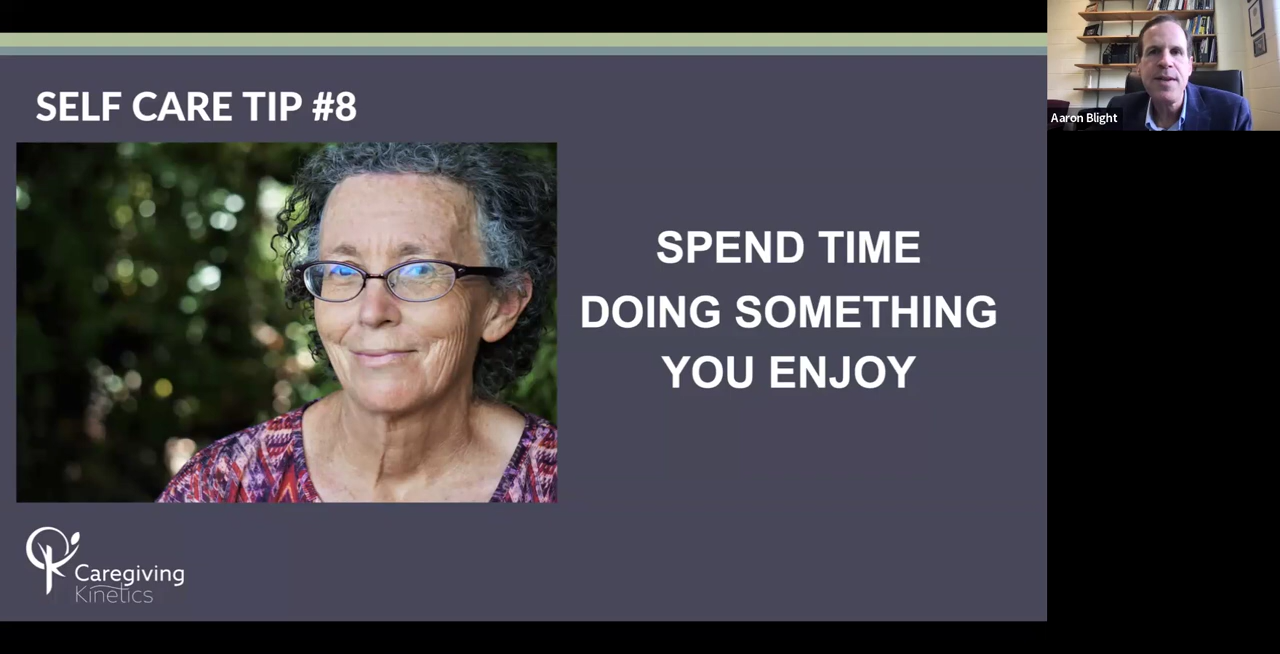 SELF CARE TIP #8
SPEND TIME
DOING SOMETHING
YOU ENJOY
Caregiving
Kinetics
Aaron Blight